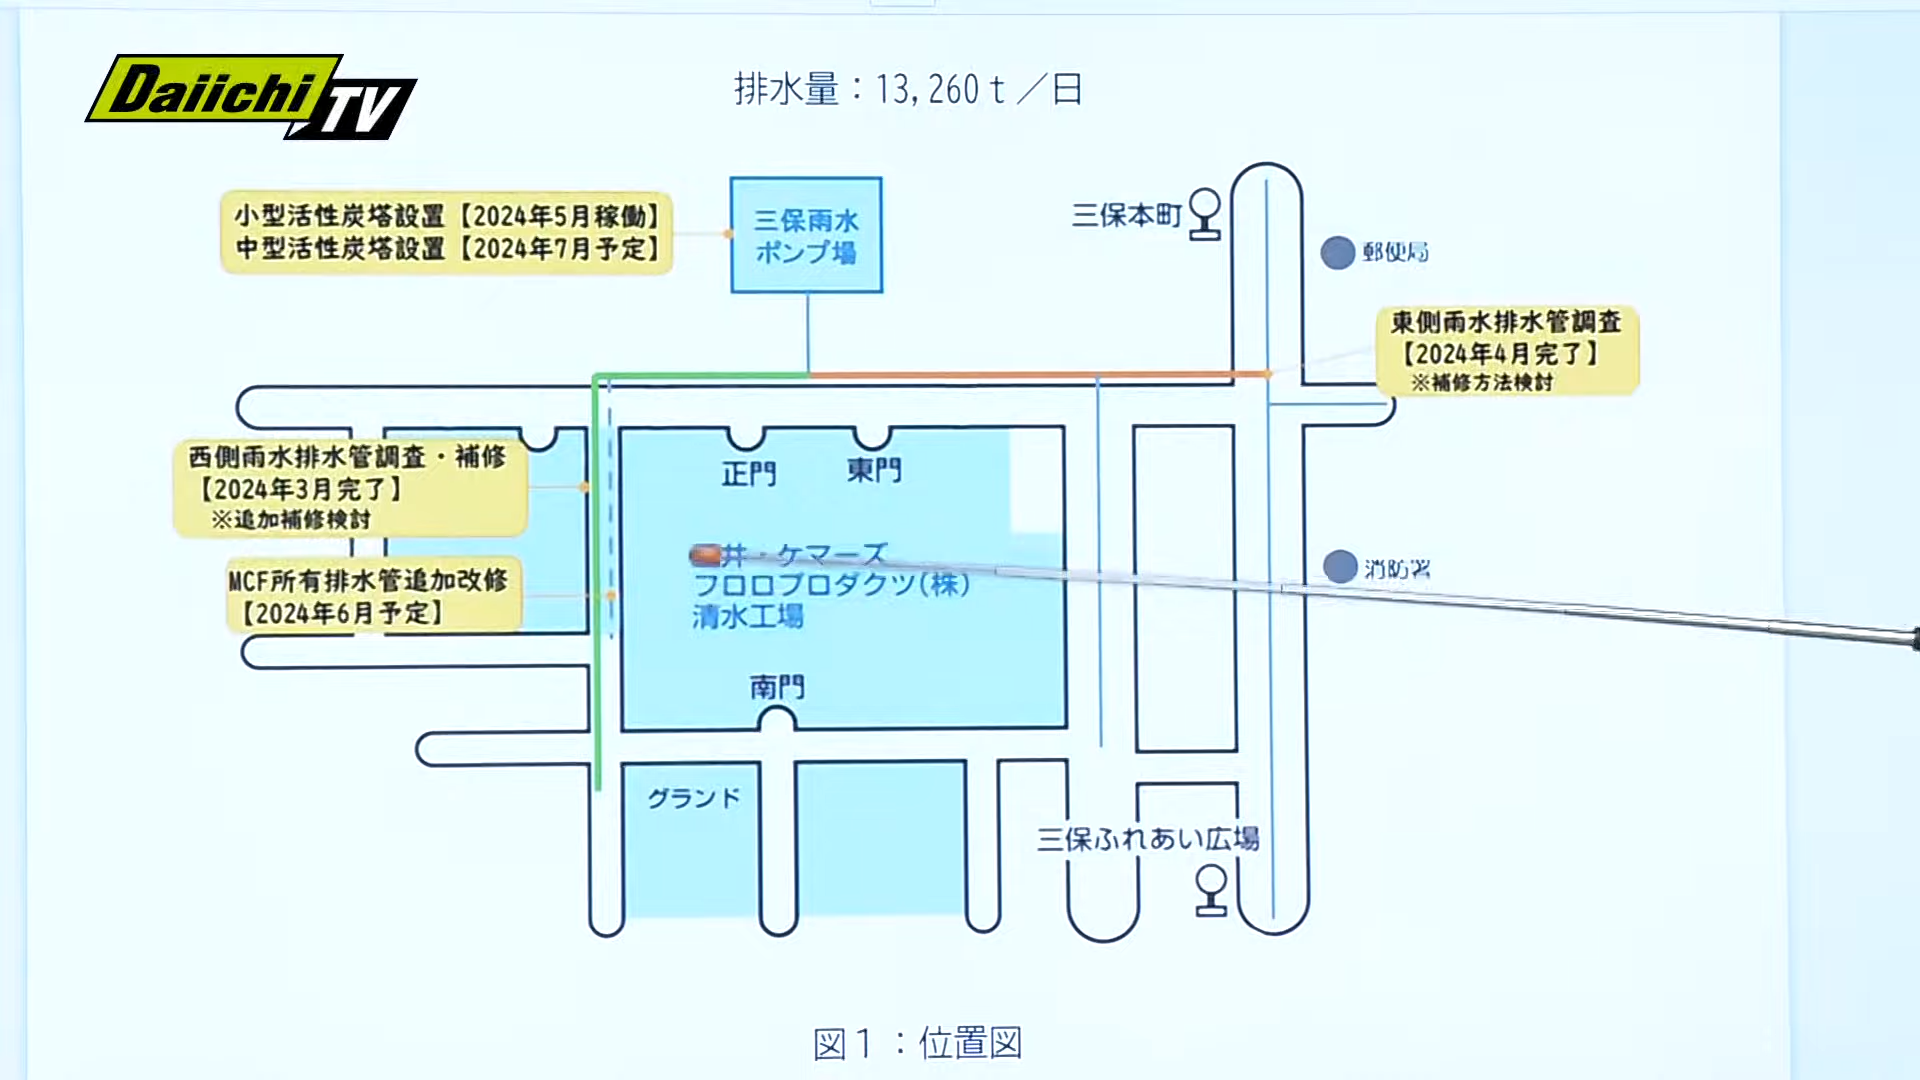 Daiichi TV
排水量：13,260ｔ／日
小型活性炭塔設置【2024年5月稼働】
中型活性炭塔設置【2024年7月予定】
三保雨水
ポンプ場
三保本町
郵便局
東側雨水排水管調査
【2024年4月完了】
※補修方法検討
西側雨水排水管調査・補修
【2024年3月完了】
※追加補修検討
正門
東門
MCF所有排水管追加改修
【2024年6月予定】
井・ケマーズ
フロロプロダクツ(株)
清水工場
消防署
南門
グランド
三保ふれあい広場
図１：位置図